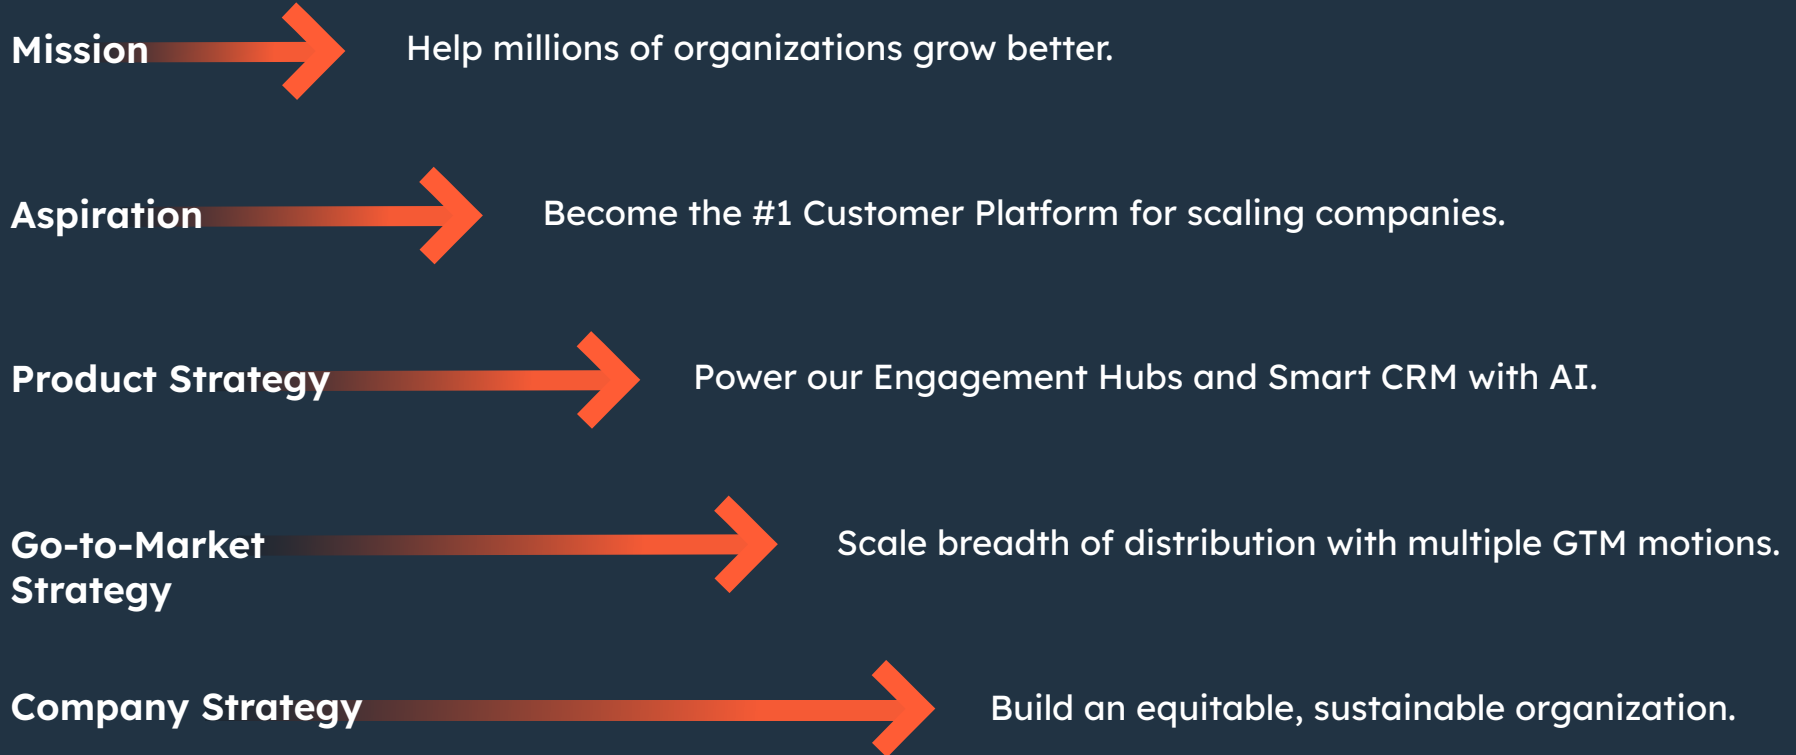 Mission
Help millions of organizations grow better.
Aspiration
Become the #1 Customer Platform for scaling companies.
Product Strategy
Power our Engagement Hubs and Smart CRM with AI.
Go-to-Market
Strategy
Scale breadth of distribution with multiple GTM motions.
Company Strategy
Build an equitable, sustainable organization.